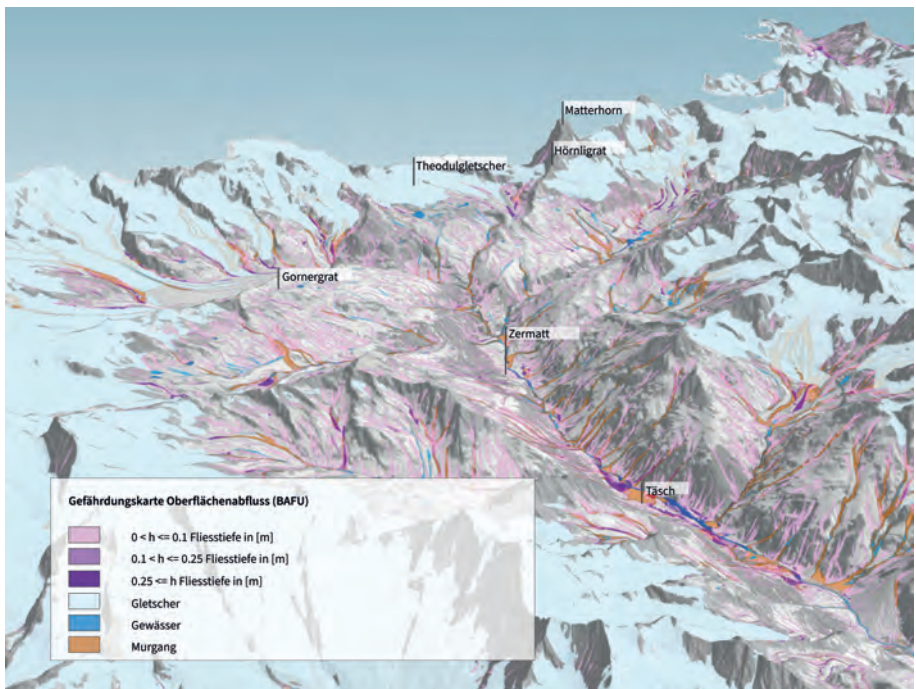 Matterhorn
Hörnligrat
Theodulgletscher
Gornergrat
Zermatt
Täsch
Gefährdungskarte Oberflächenabfluss (BAFU)
0 < h <= 0.1 Fliesstiefe in [m]
0.1 < h <= 0.25 Fliesstiefe in [m]
0.25 <= h Fliesstiefe in [m]
Gletscher
Gewässer
Murgang